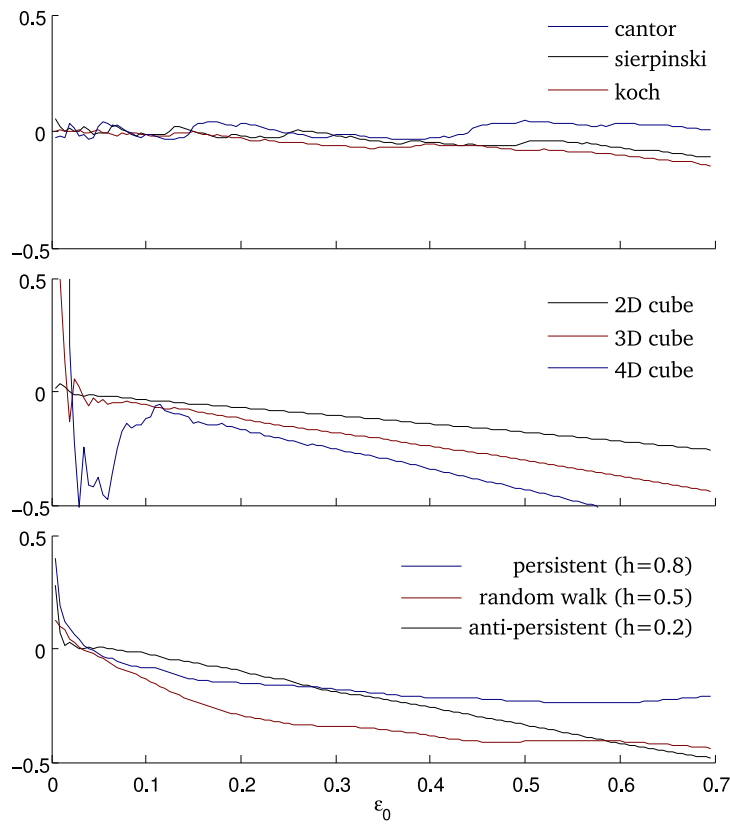 0.5
cantor
sierpinski
koch
0
−0.5
0.5
2D cube
3D cube
4D cube
0
−0.5
0.5
persistent (h=0.8)
random walk (h=0.5)
anti-persistent (h=0.2)
0
−0.5
0 0.1 0.2 0.3 0.4 0.5 0.6 0.7
ε0